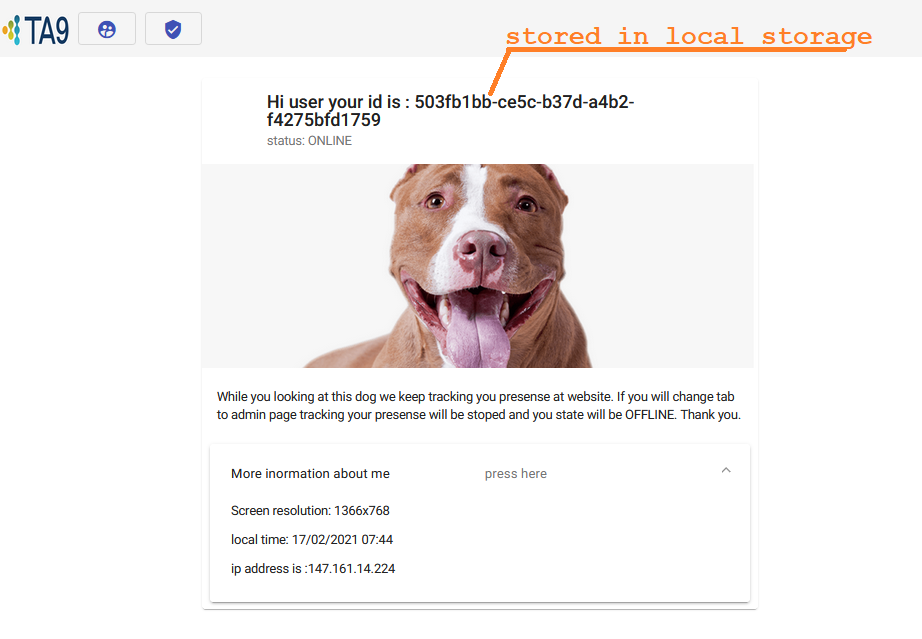 TA9
stored in local storage
Hi user your id is : 503fb1bb-ce5c-b37d-a4b2-
f4275bfd1759
status: ONLINE
While you looking at this dog we keep tracking you presense at website. If you will change tab
to admin page tracking your presense will be stoped and you state will be OFFLINE. Thank you.
More inormation about me press here
Screen resolution: 1366x768
local time: 17/02/2021 07:44
ip address is :147.161.14.224